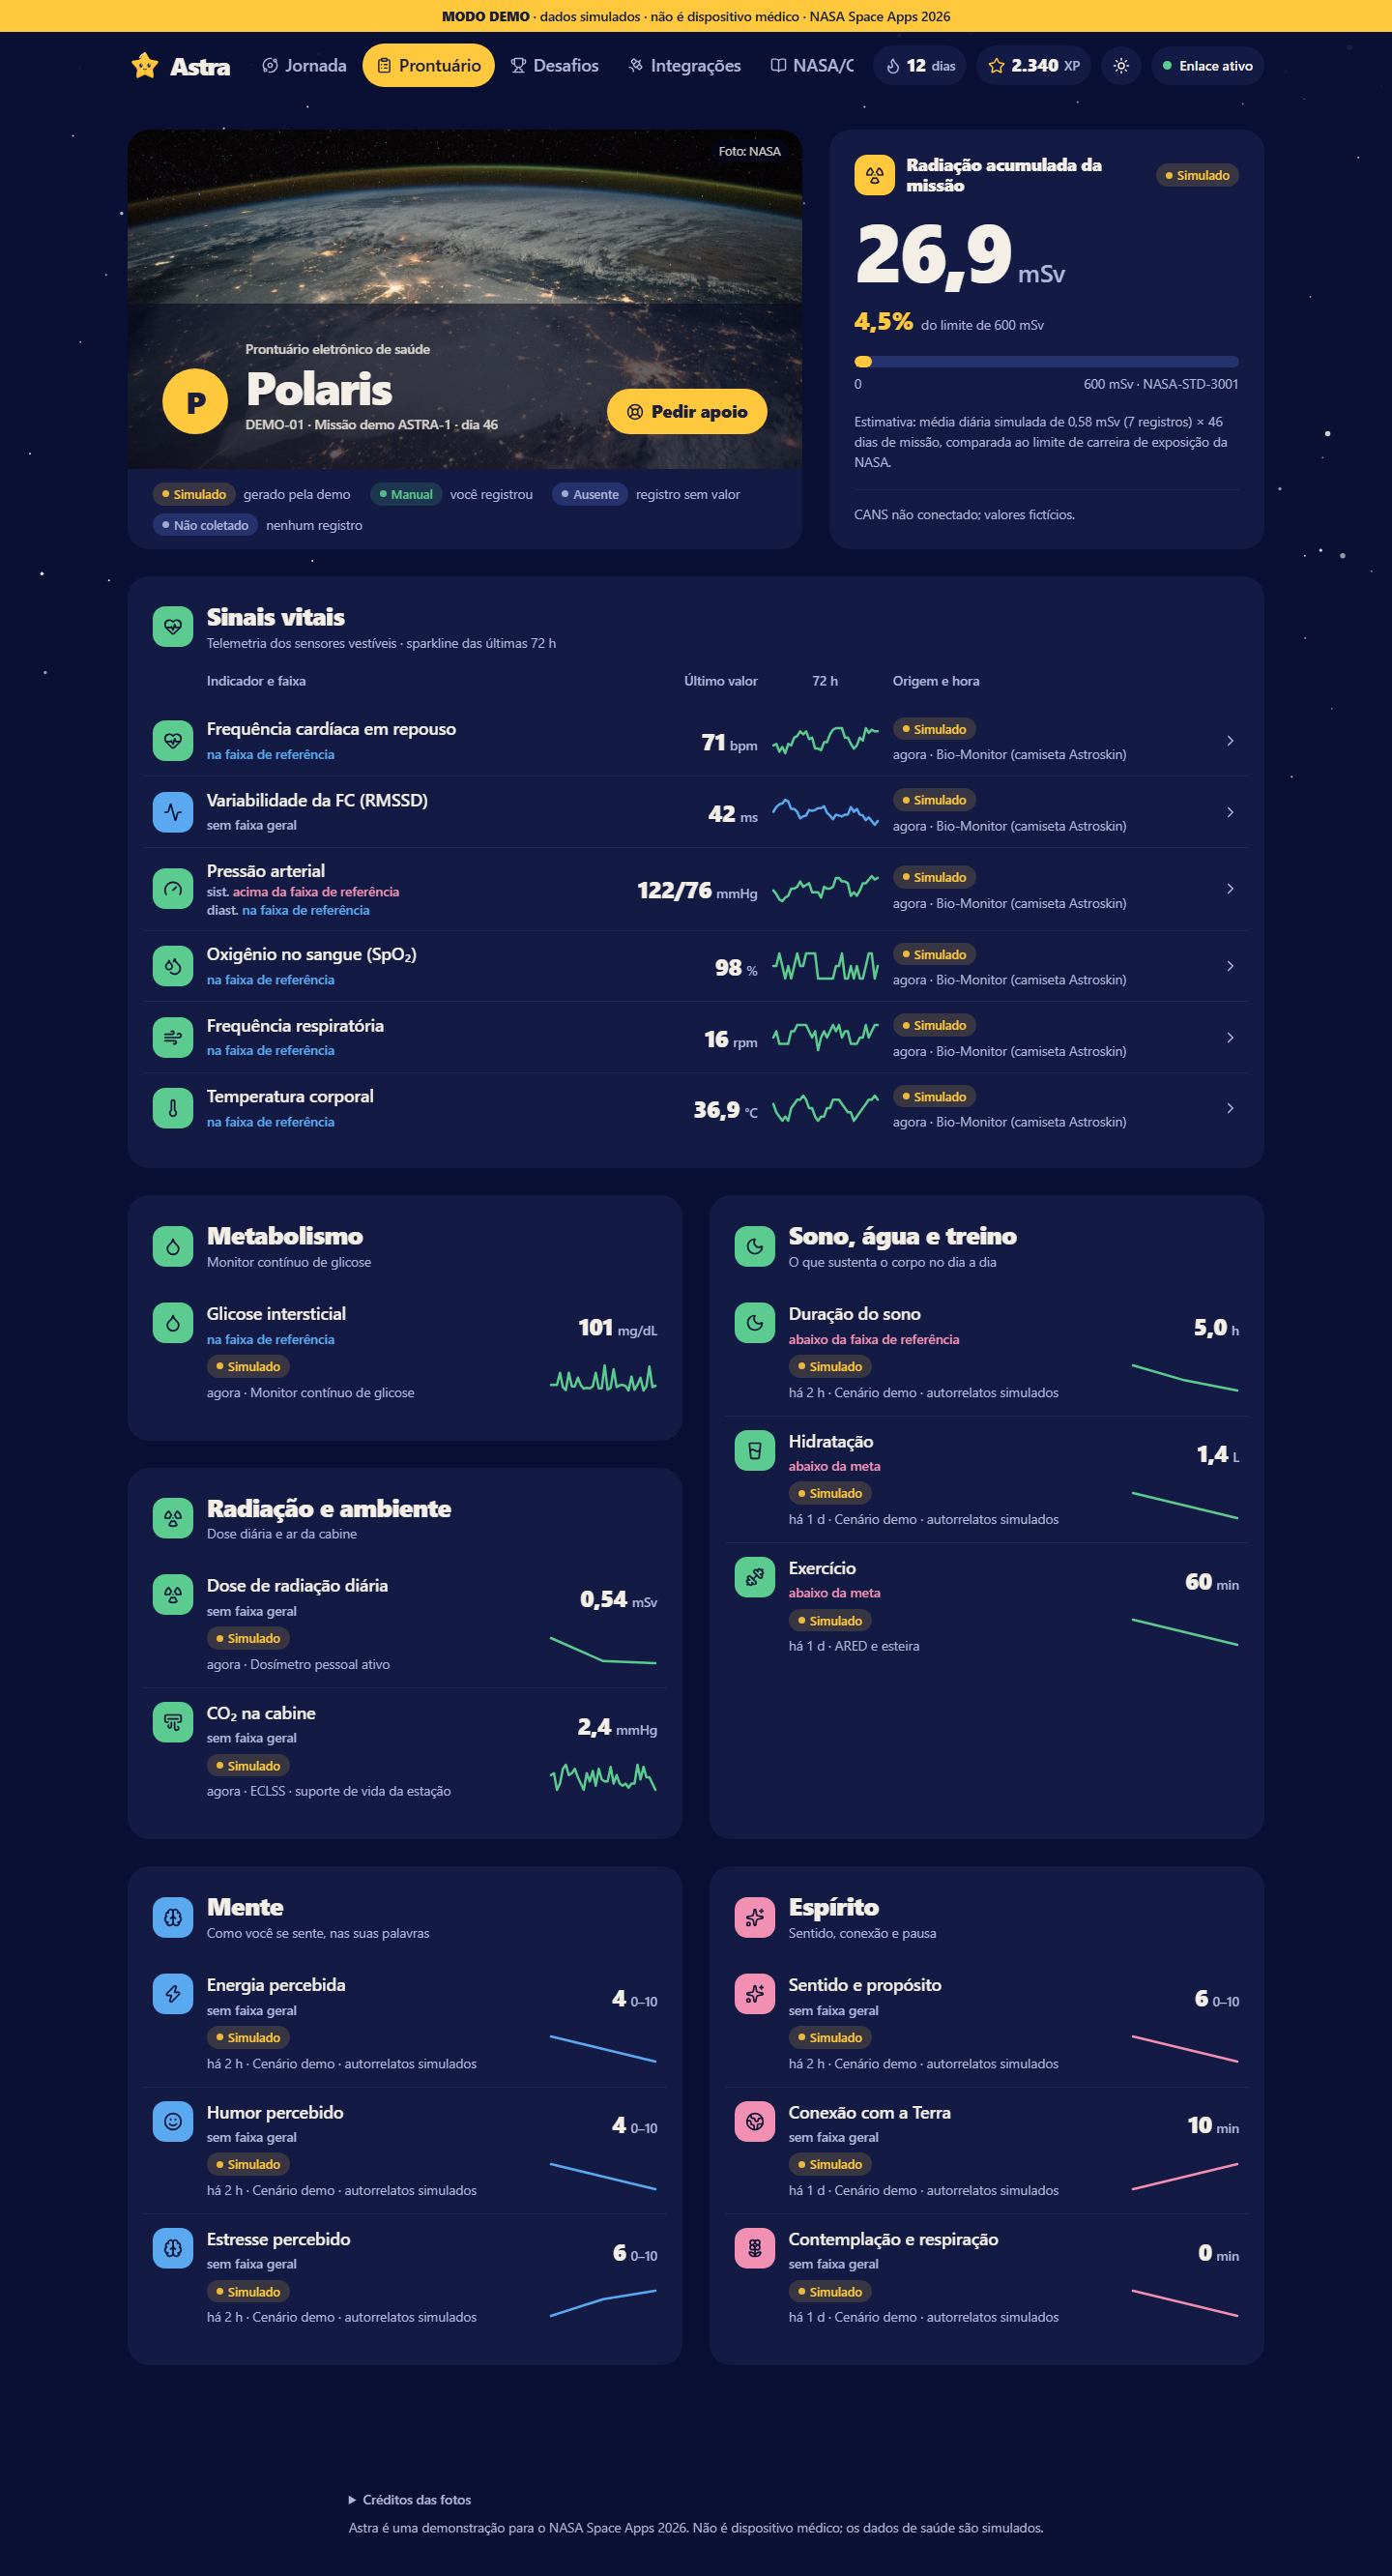 MODO DEMO · dados simulados · não é dispositivo médico · NASA Space Apps 2026
Astra
Jornada
Prontuário
Desafios
Integrações
NASA/C
12 dias
2.340 XP
Enlace ativo
Foto: NASA
Prontuário eletrônico de saúde
P
Polaris
DEMO-01 · Missão demo ASTRA-1 · dia 46
Pedir apoio
Simulado gerado pela demo
Manual você registrou
Ausente registro sem valor
Não coletado nenhum registro
Radiação acumulada da
missão
Simulado
26,9 mSv
4,5% do limite de 600 mSv
0
600 mSv · NASA-STD-3001
Estimativa: média diária simulada de 0,58 mSv (7 registros) × 46
dias de missão, comparada ao limite de carreira de exposição da
NASA.
CANS não conectado; valores fictícios.
Sinais vitais
Telemetria dos sensores vestíveis · sparkline das últimas 72 h
Indicador e faixa
Último valor
72 h
Origem e hora
Frequência cardíaca em repouso
na faixa de referência
71 bpm
Simulado
agora · Bio-Monitor (camiseta Astroskin)
Variabilidade da FC (RMSSD)
sem faixa geral
42 ms
Simulado
agora · Bio-Monitor (camiseta Astroskin)
Pressão arterial
sist. acima da faixa de referência
diast. na faixa de referência
122/76 mmHg
Simulado
agora · Bio-Monitor (camiseta Astroskin)
Oxigênio no sangue (SpO₂)
na faixa de referência
98 %
Simulado
agora · Bio-Monitor (camiseta Astroskin)
Frequência respiratória
na faixa de referência
16 rpm
Simulado
agora · Bio-Monitor (camiseta Astroskin)
Temperatura corporal
na faixa de referência
36,9 °C
Simulado
agora · Bio-Monitor (camiseta Astroskin)
Metabolismo
Monitor contínuo de glicose
Glicose intersticial
na faixa de referência
101 mg/dL
Simulado
agora · Monitor contínuo de glicose
Radiação e ambiente
Dose diária e ar da cabine
Dose de radiação diária
sem faixa geral
0,54 mSv
Simulado
agora · Dosímetro pessoal ativo
CO₂ na cabine
sem faixa geral
2,4 mmHg
Simulado
agora · ECLSS · suporte de vida da estação
Sono, água e treino
O que sustenta o corpo no dia a dia
Duração do sono
abaixo da faixa de referência
5,0 h
Simulado
há 2 h · Cenário demo · autorrelatos simulados
Hidratação
abaixo da meta
1,4 L
Simulado
há 1 d · Cenário demo · autorrelatos simulados
Exercício
abaixo da meta
60 min
Simulado
há 1 d · ARED e esteira
Mente
Como você se sente, nas suas palavras
Energia percebida
sem faixa geral
4 0–10
Simulado
há 2 h · Cenário demo · autorrelatos simulados
Humor percebido
sem faixa geral
4 0–10
Simulado
há 2 h · Cenário demo · autorrelatos simulados
Estresse percebido
sem faixa geral
6 0–10
Simulado
há 2 h · Cenário demo · autorrelatos simulados
Espírito
Sentido, conexão e pausa
Sentido e propósito
sem faixa geral
6 0–10
Simulado
há 2 h · Cenário demo · autorrelatos simulados
Conexão com a Terra
sem faixa geral
10 min
Simulado
há 1 d · Cenário demo · autorrelatos simulados
Contemplação e respiração
sem faixa geral
0 min
Simulado
há 1 d · Cenário demo · autorrelatos simulados
Créditos das fotos
Astra é uma demonstração para o NASA Space Apps 2026. Não é dispositivo médico; os dados de saúde são simulados.